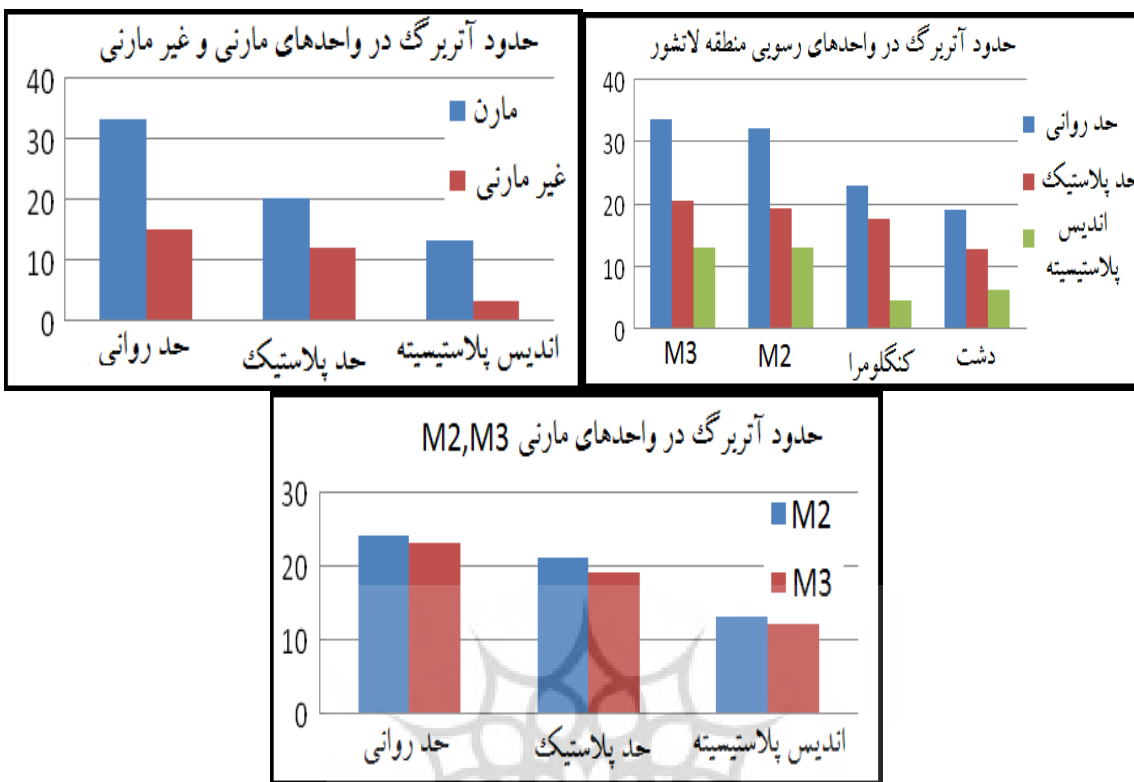 حدود آتربرگ در واحدهای مارنی و غیر مارنی
40
30
20
10
0
مارن
غیر مارنی
حد روانی
حد پلاستیک
اندیس پلاستیسیته
حدود آتربرگ در واحدهای رسوبی منطقه لاتشور
40
30
20
10
0
حد روانی
حد پلاستیک
اندیس
پلاستیسیته
M3
M2
کنگلومرا
دشت
حدود آتربرگ در واحدهای مارنی M2,M3
30
20
10
0
M2
M3
حد روانی
حد پلاستیک
اندیس پلاستیسیته